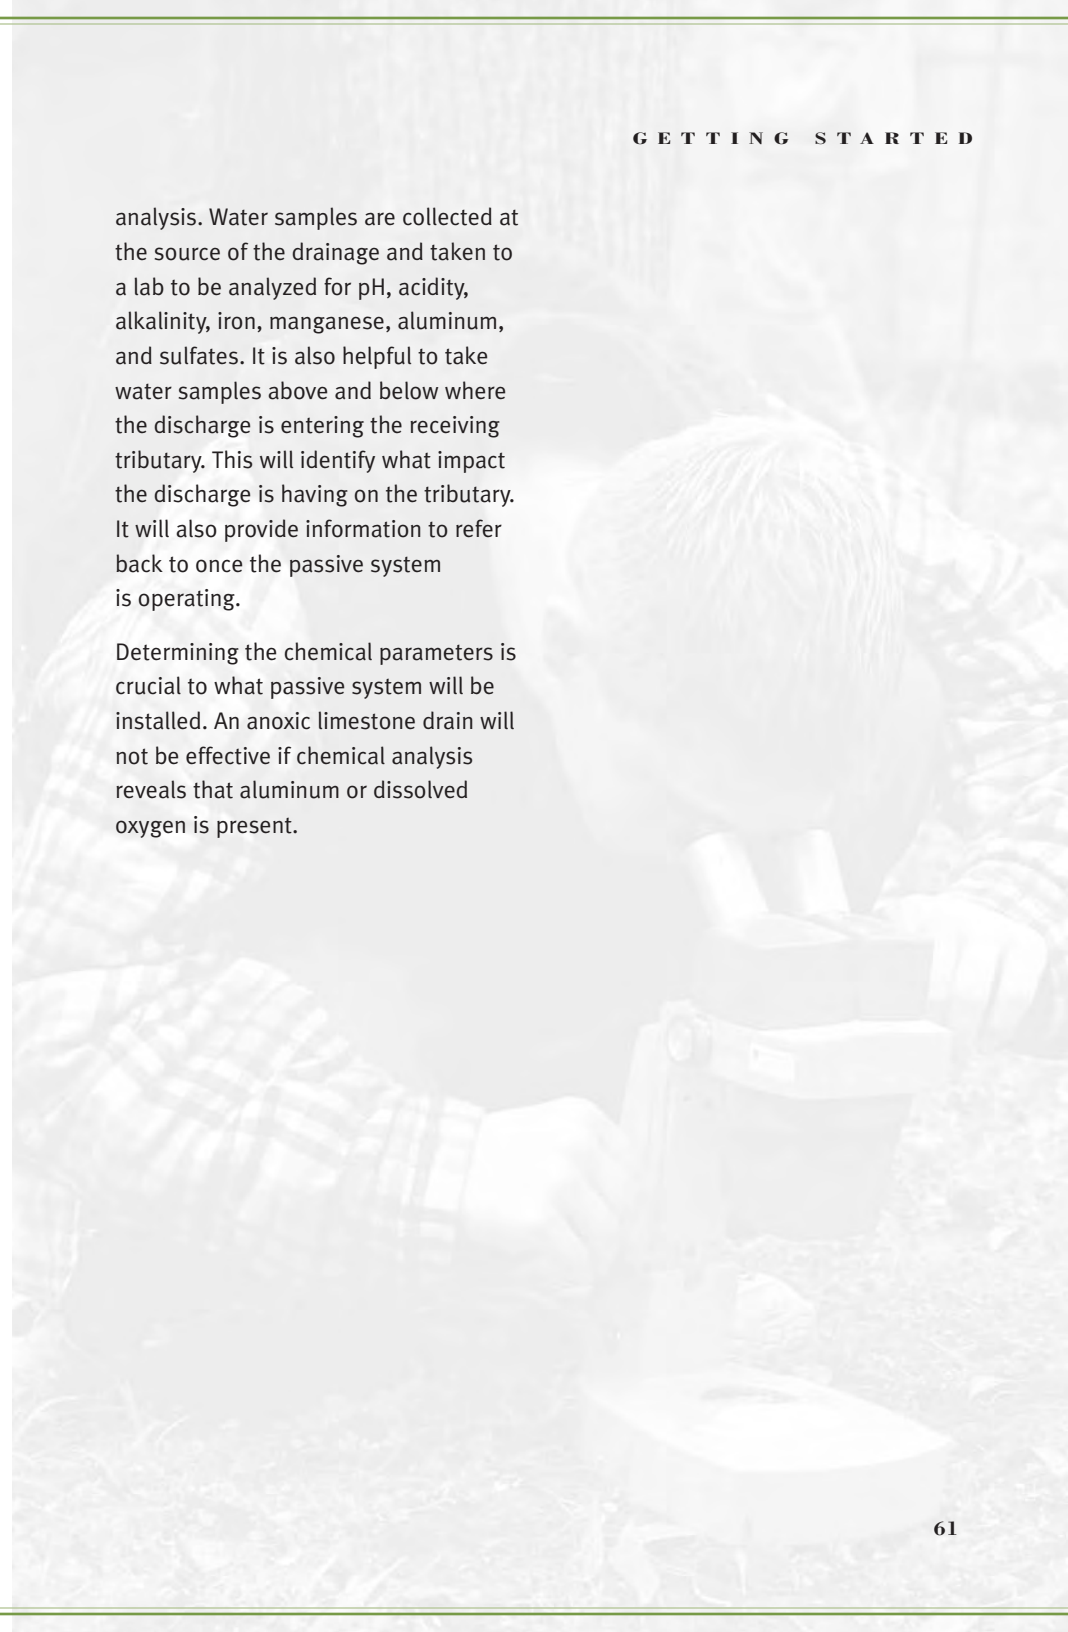 GETTING STARTED
analysis. Water samples are collected at
the source of the drainage and taken to
a lab to be analyzed for pH, acidity,
alkalinity, iron, manganese, aluminum,
and sulfates. It is also helpful to take
water samples above and below where
the discharge is entering the receiving
tributary. This will identify what impact
the discharge is having on the tributary.
It will also provide information to refer
back to once the passive system
is operating.
Determining the chemical parameters is
crucial to what passive system will be
installed. An anoxic limestone drain will
not be effective if chemical analysis
reveals that aluminum or dissolved
oxygen is present.
61